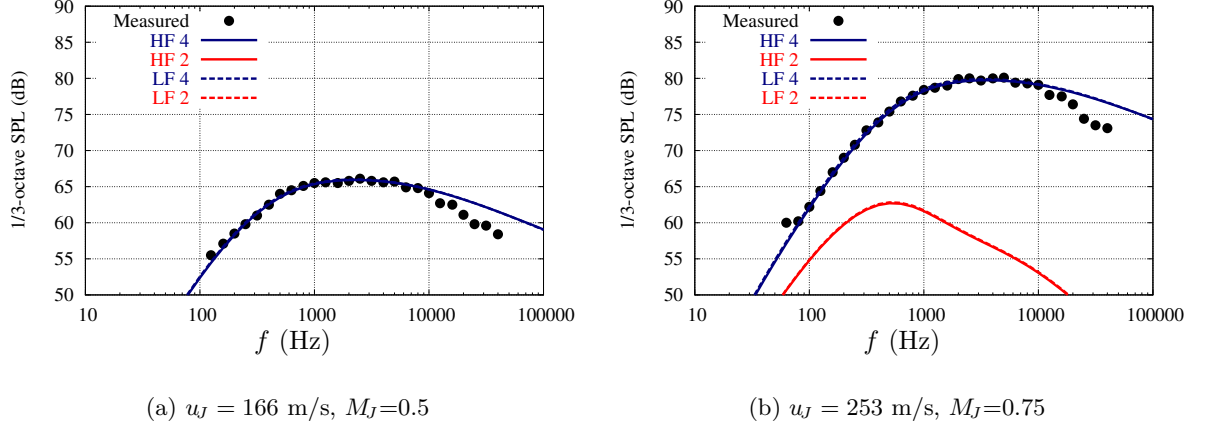 90
85
80
75
70
65
60
55
50
1/3-octave SPL (dB)
Measured
HF 4
HF 2
LF 4
LF 2
10 100 1000 10000 100000
f (Hz)
(a) u_J = 166 m/s, M_J=0.5
90
85
80
75
70
65
60
55
50
1/3-octave SPL (dB)
Measured
HF 4
HF 2
LF 4
LF 2
10 100 1000 10000 100000
f (Hz)
(b) u_J = 253 m/s, M_J=0.75